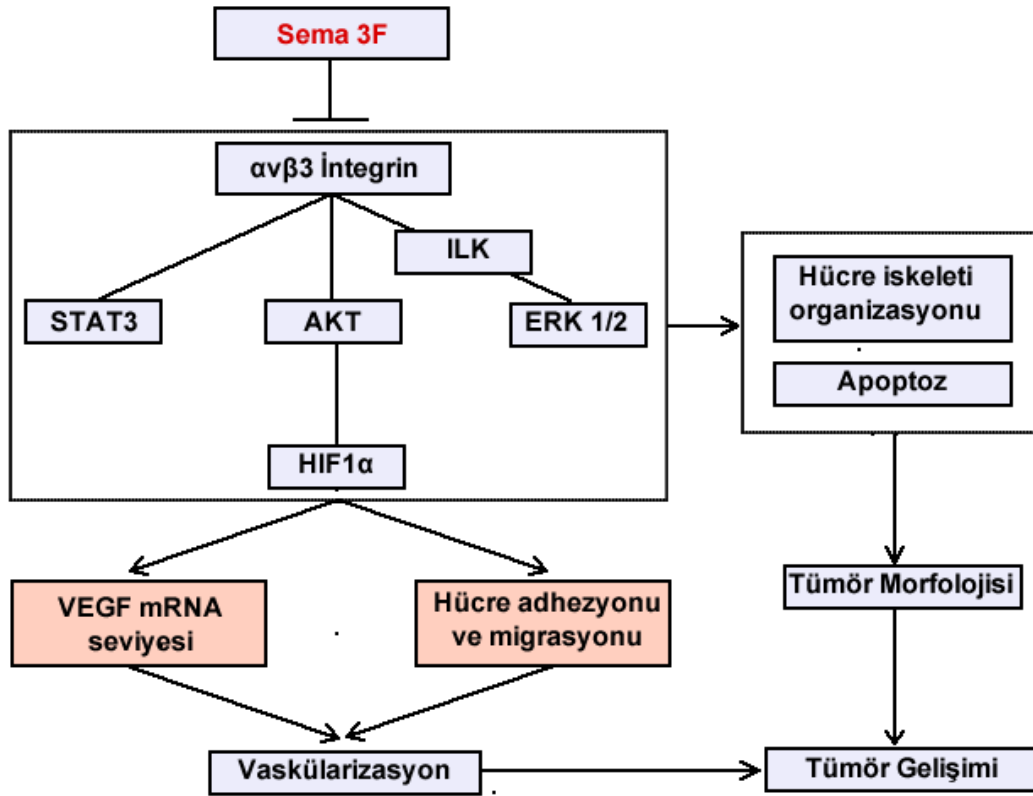 Sema 3F
αvβ3 İntegrin
ILK
STAT3
AKT
ERK 1/2
HIF1α
Hücre iskeleti
organizasyonu
Apoptoz
VEGF mRNA
seviyesi
Hücre adhezyonu
ve migrasyonu
Tümör Morfolojisi
Vaskülarizasyon
Tümör Gelişimi